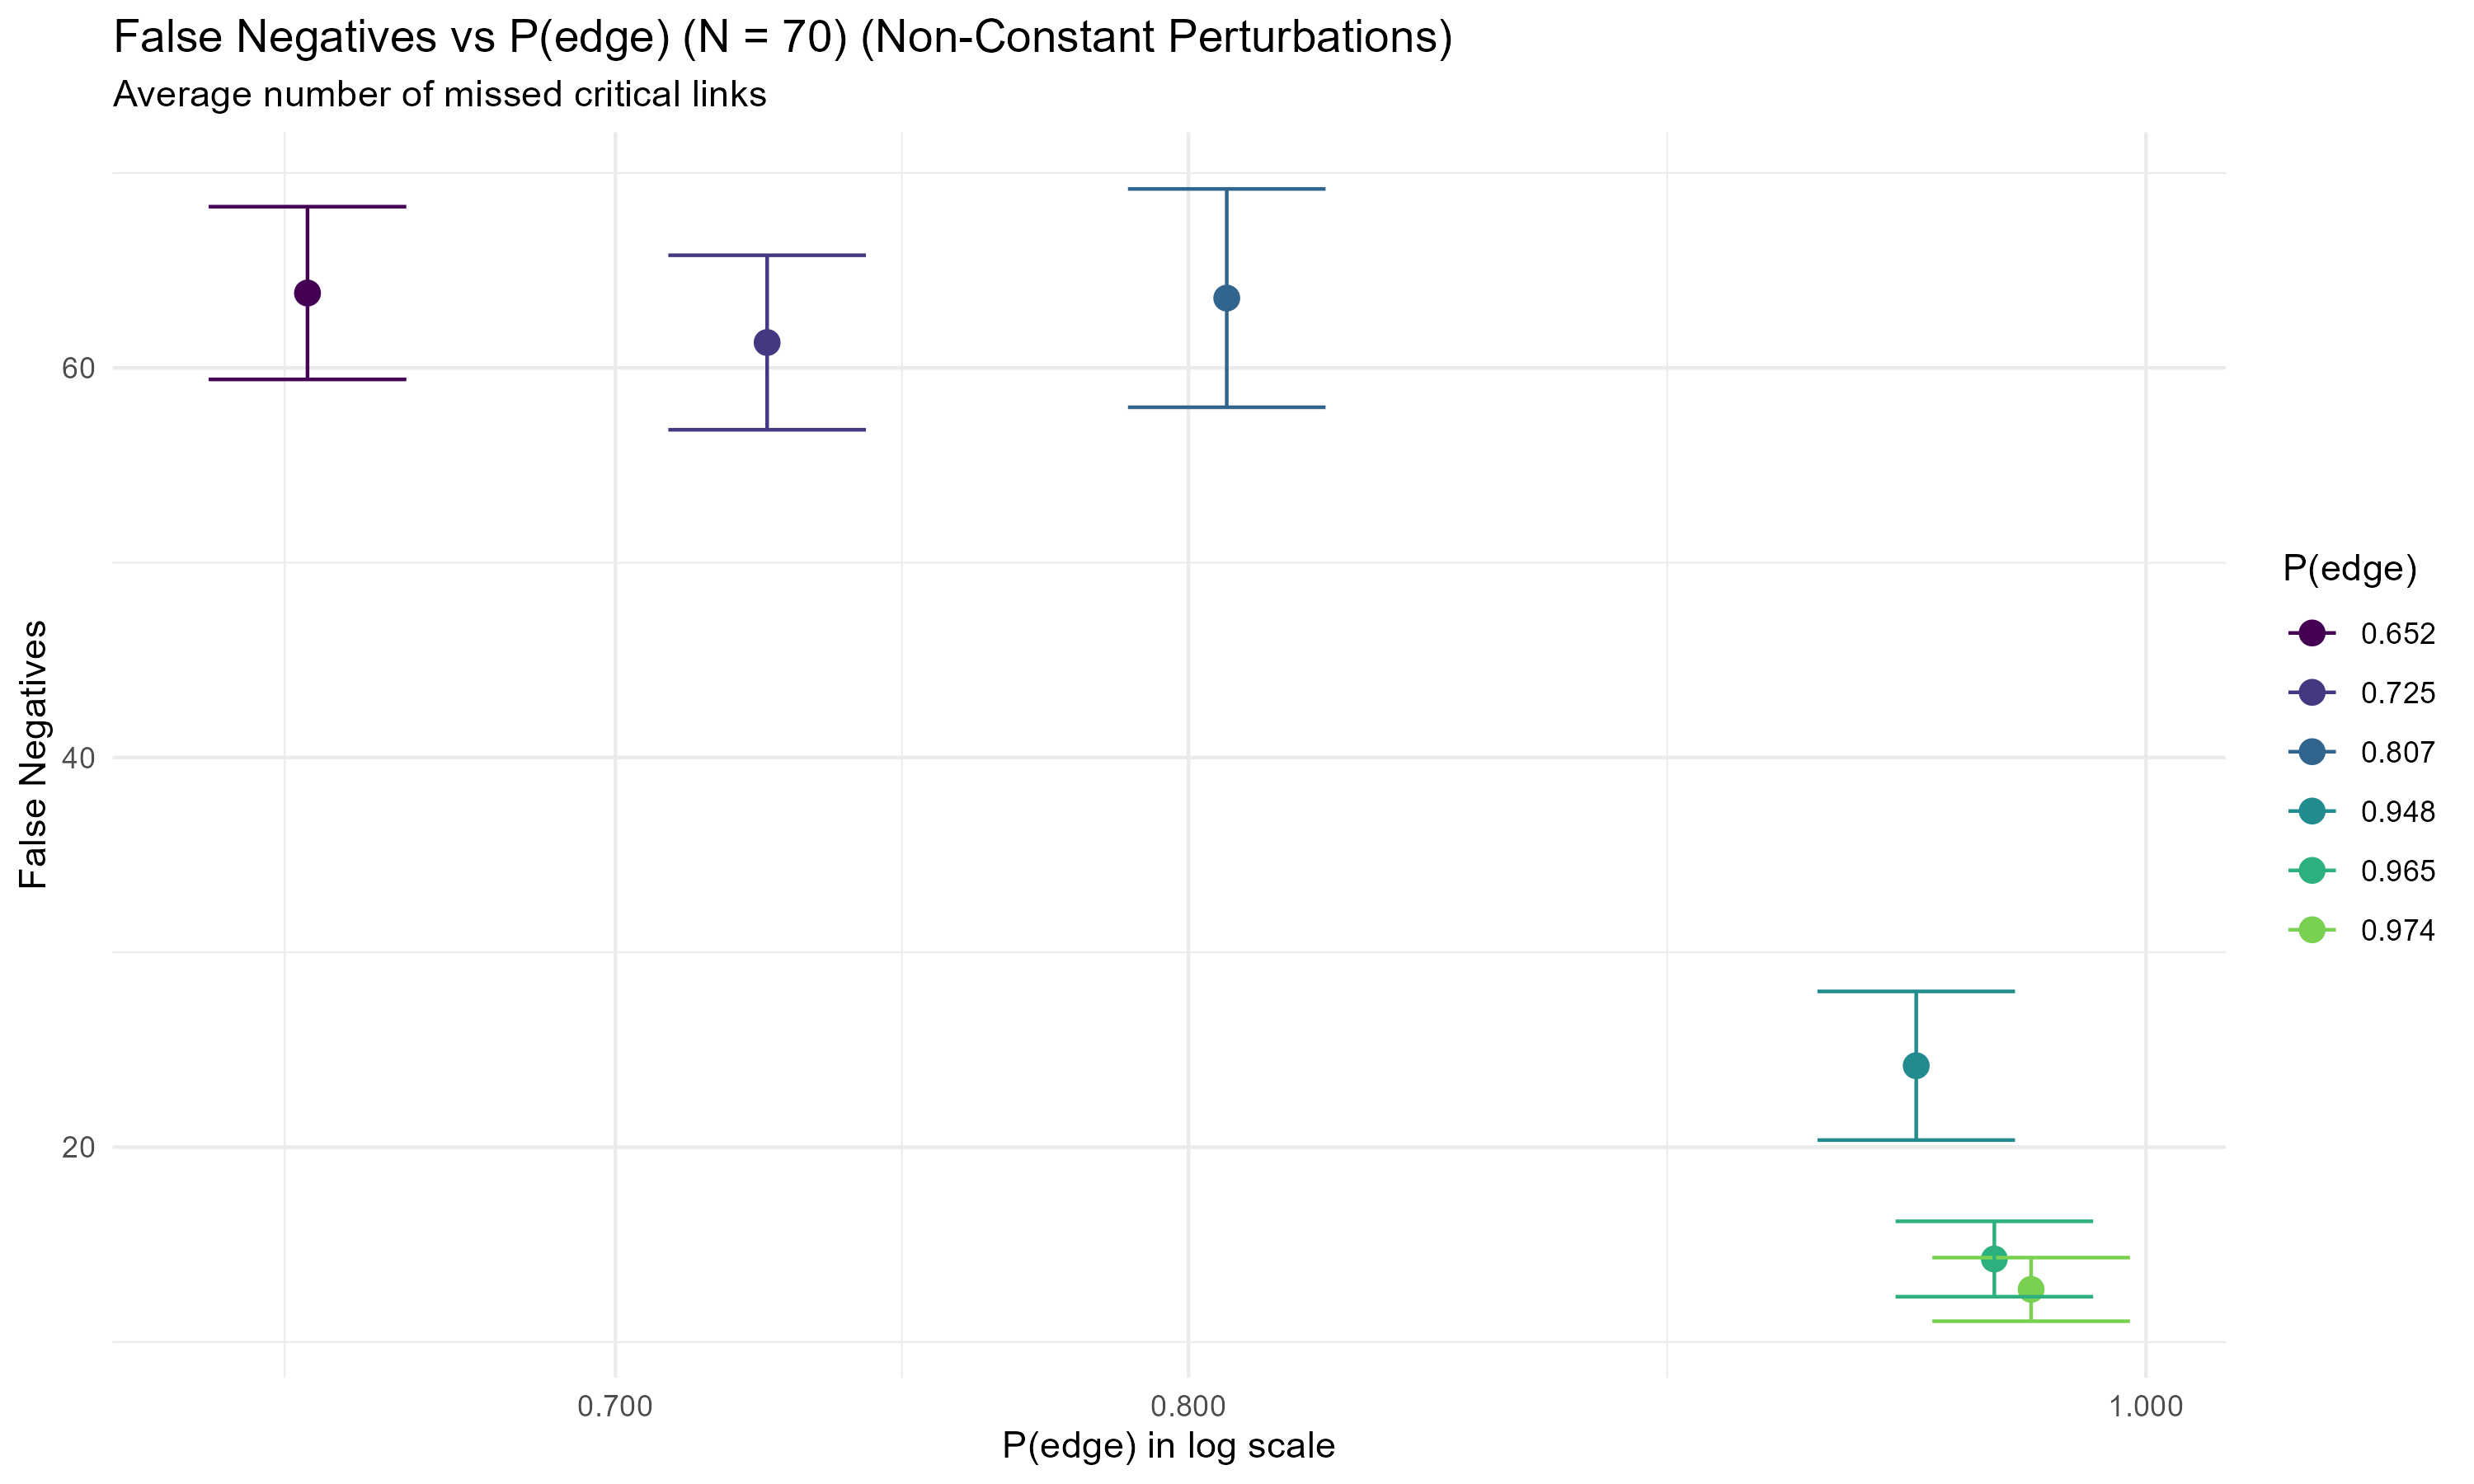 False Negatives vs P(edge) (N = 70) (Non-Constant Perturbations)
Average number of missed critical links
False Negatives
60
40
20
0.700
0.800
1.000
P(edge) in log scale
P(edge)
0.652
0.725
0.807
0.948
0.965
0.974